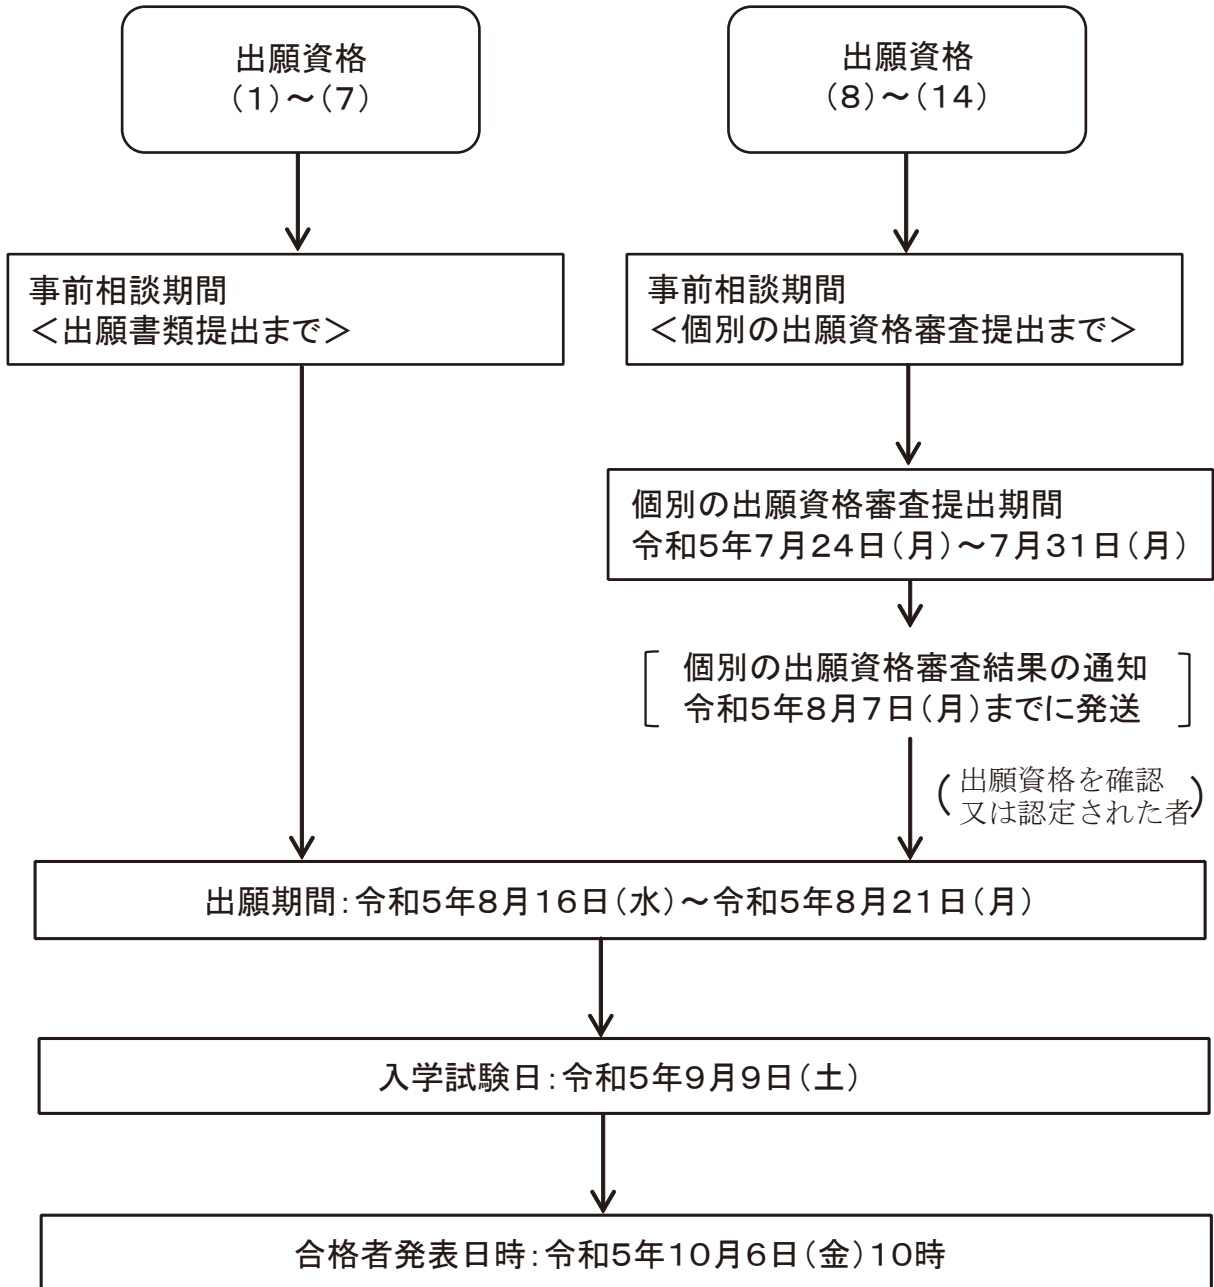 出願資格
(1)～(7)
出願資格
(8)～(14)
事前相談期間
＜出願書類提出まで＞
事前相談期間
＜個別の出願資格審査提出まで＞
個別の出願資格審査提出期間
令和5年7月24日(月)～7月31日(月)
個別の出願資格審査結果の通知
令和5年8月7日(月)までに発送
出願資格を確認
又は認定された者
出願期間：令和5年8月16日(水)～令和5年8月21日(月)
入学試験日：令和5年9月9日(土)
合格者発表日時：令和5年10月6日(金)10時